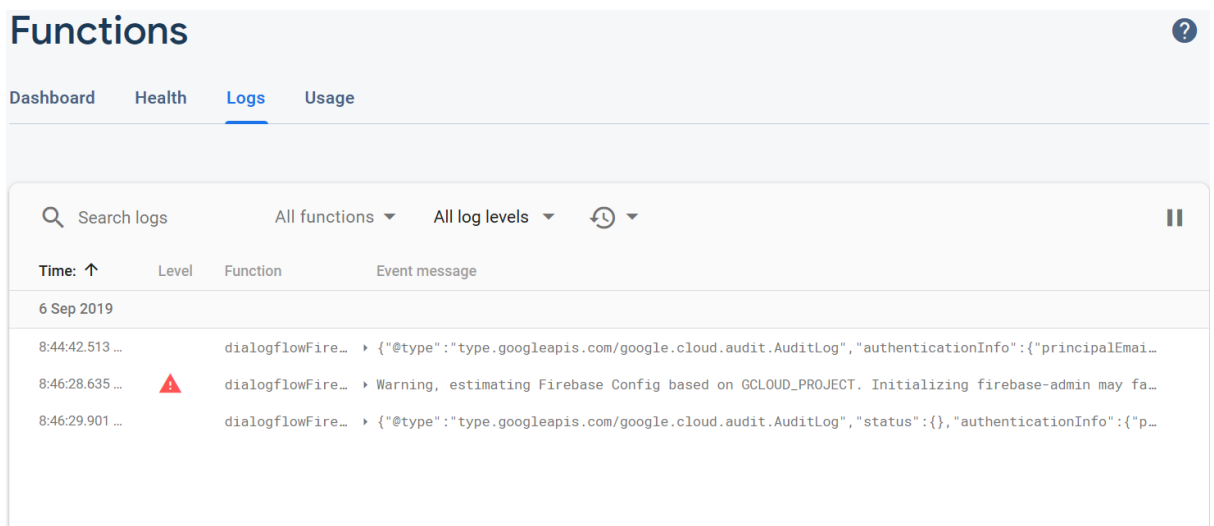 Functions
Dashboard Health Logs Usage
Search logs All functions All log levels
Time: Level Function Event message
6 Sep 2019
8:44:42.513 … dialogflowFire… {"@type":"type.googleapis.com/google.cloud.audit.AuditLog","authenticationInfo":{"principalEmai…
8:46:28.635 … dialogflowFire… Warning, estimating Firebase Config based on GCLOUD_PROJECT. Initializing firebase-admin may fa…
8:46:29.901 … dialogflowFire… {"@type":"type.googleapis.com/google.cloud.audit.AuditLog","status":{},"authenticationInfo":{"p…